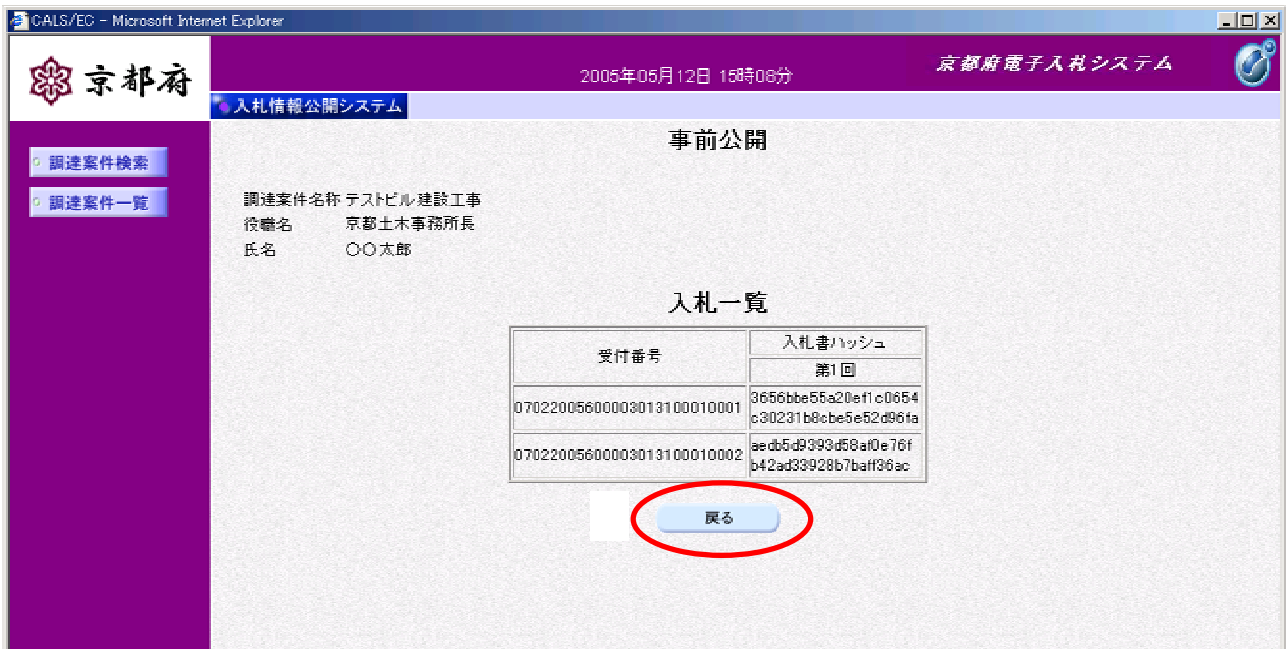 CALS/EC - Microsoft Internet Explorer
京都府
2005年05月12日 15時08分
京都府電子入札システム
入札情報公開システム
調達案件検索
調達案件一覧
事前公開
調達案件名称 テストビル建設工事
役職名 京都土木事務所長
氏名 〇〇太郎
入札一覧
受付番号
入札書ハッシュ
第1回
07022005600003013100010001
3656bbe55a20ef1c0654
c30231b8cbe5e52d96fa
07022005600003013100010002
aedb5d9393d58af0e76f
b42ad33928b7baff36ac
戻る